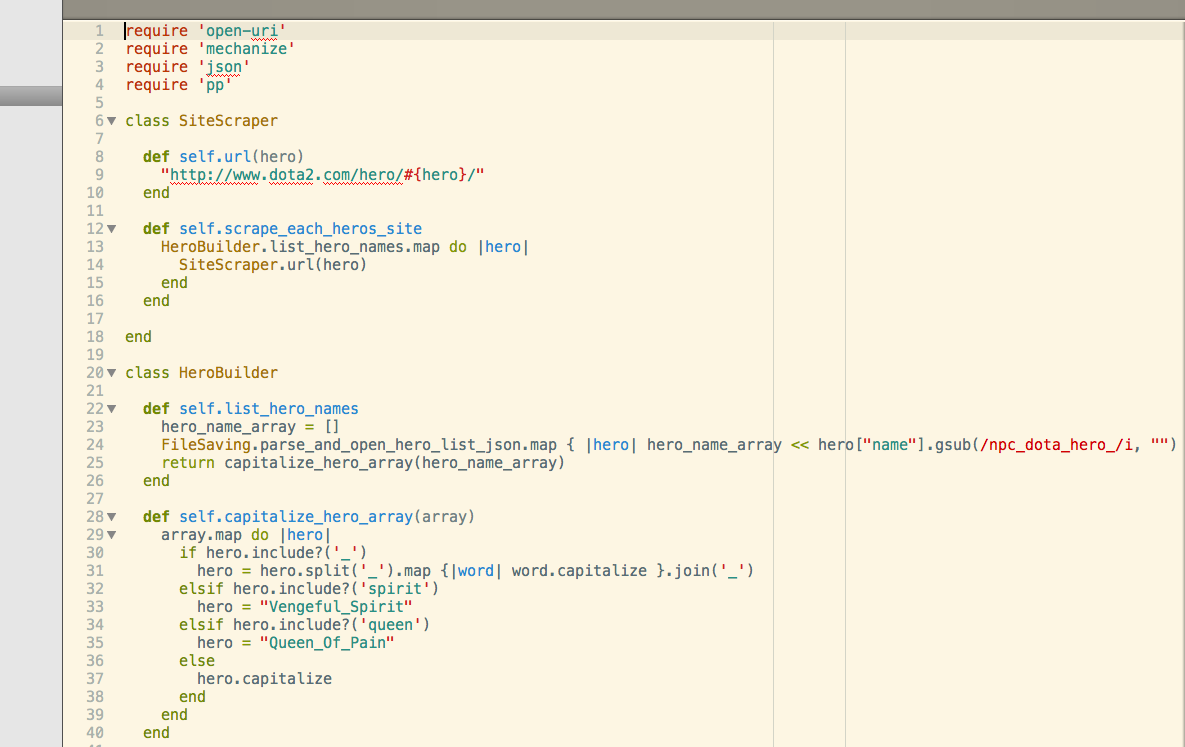 1 require 'open-uri'
2 require 'mechanize'
3 require 'json'
4 require 'pp'
5
6 class SiteScraper
7
8   def self.url(hero)
9     "http://www.dota2.com/hero/#{hero}/"
10   end
11
12   def self.scrape_each_heros_site
13     HeroBuilder.list_hero_names.map do |hero|
14       SiteScraper.url(hero)
15     end
16   end
17
18 end
19
20 class HeroBuilder
21
22   def self.list_hero_names
23     hero_name_array = []
24     FileSaving.parse_and_open_hero_list_json.map { |hero| hero_name_array << hero["name"].gsub(/npc_dota_hero_/i, "")
25     return capitalize_hero_array(hero_name_array)
26   end
27
28   def self.capitalize_hero_array(array)
29     array.map do |hero|
30       if hero.include?('_')
31         hero = hero.split('_').map {|word| word.capitalize }.join('_')
32       elsif hero.include?('spirit')
33         hero = "Vengeful_Spirit"
34       elsif hero.include?('queen')
35         hero = "Queen_Of_Pain"
36       else
37         hero.capitalize
38       end
39     end
40   end